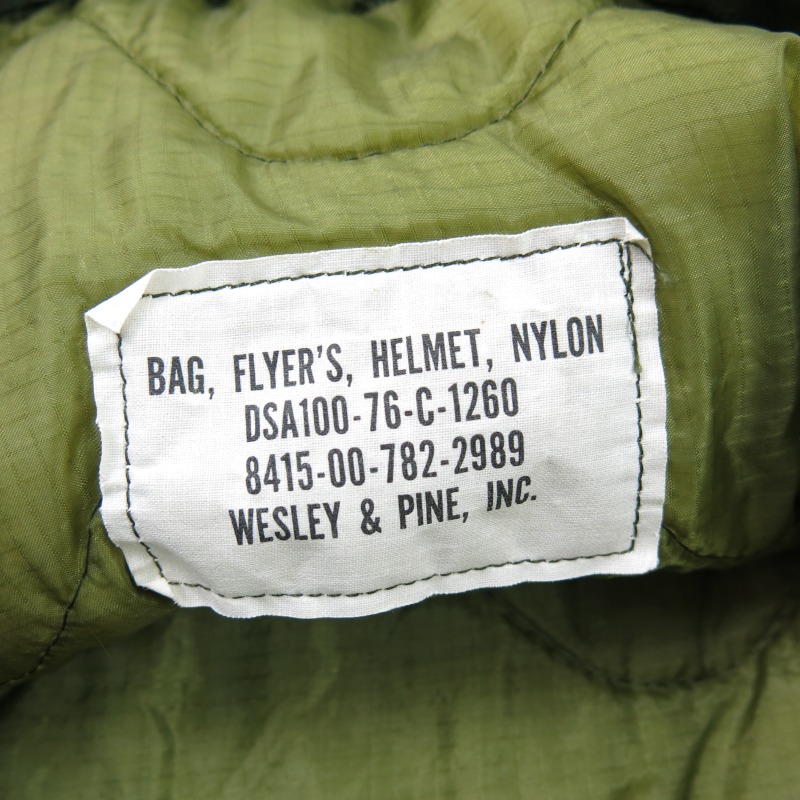 BAG, FLYER'S, HELMET, NYLON
DSA100-76-C-1260
8415-00-782-2989
WESLEY & PINE, INC.